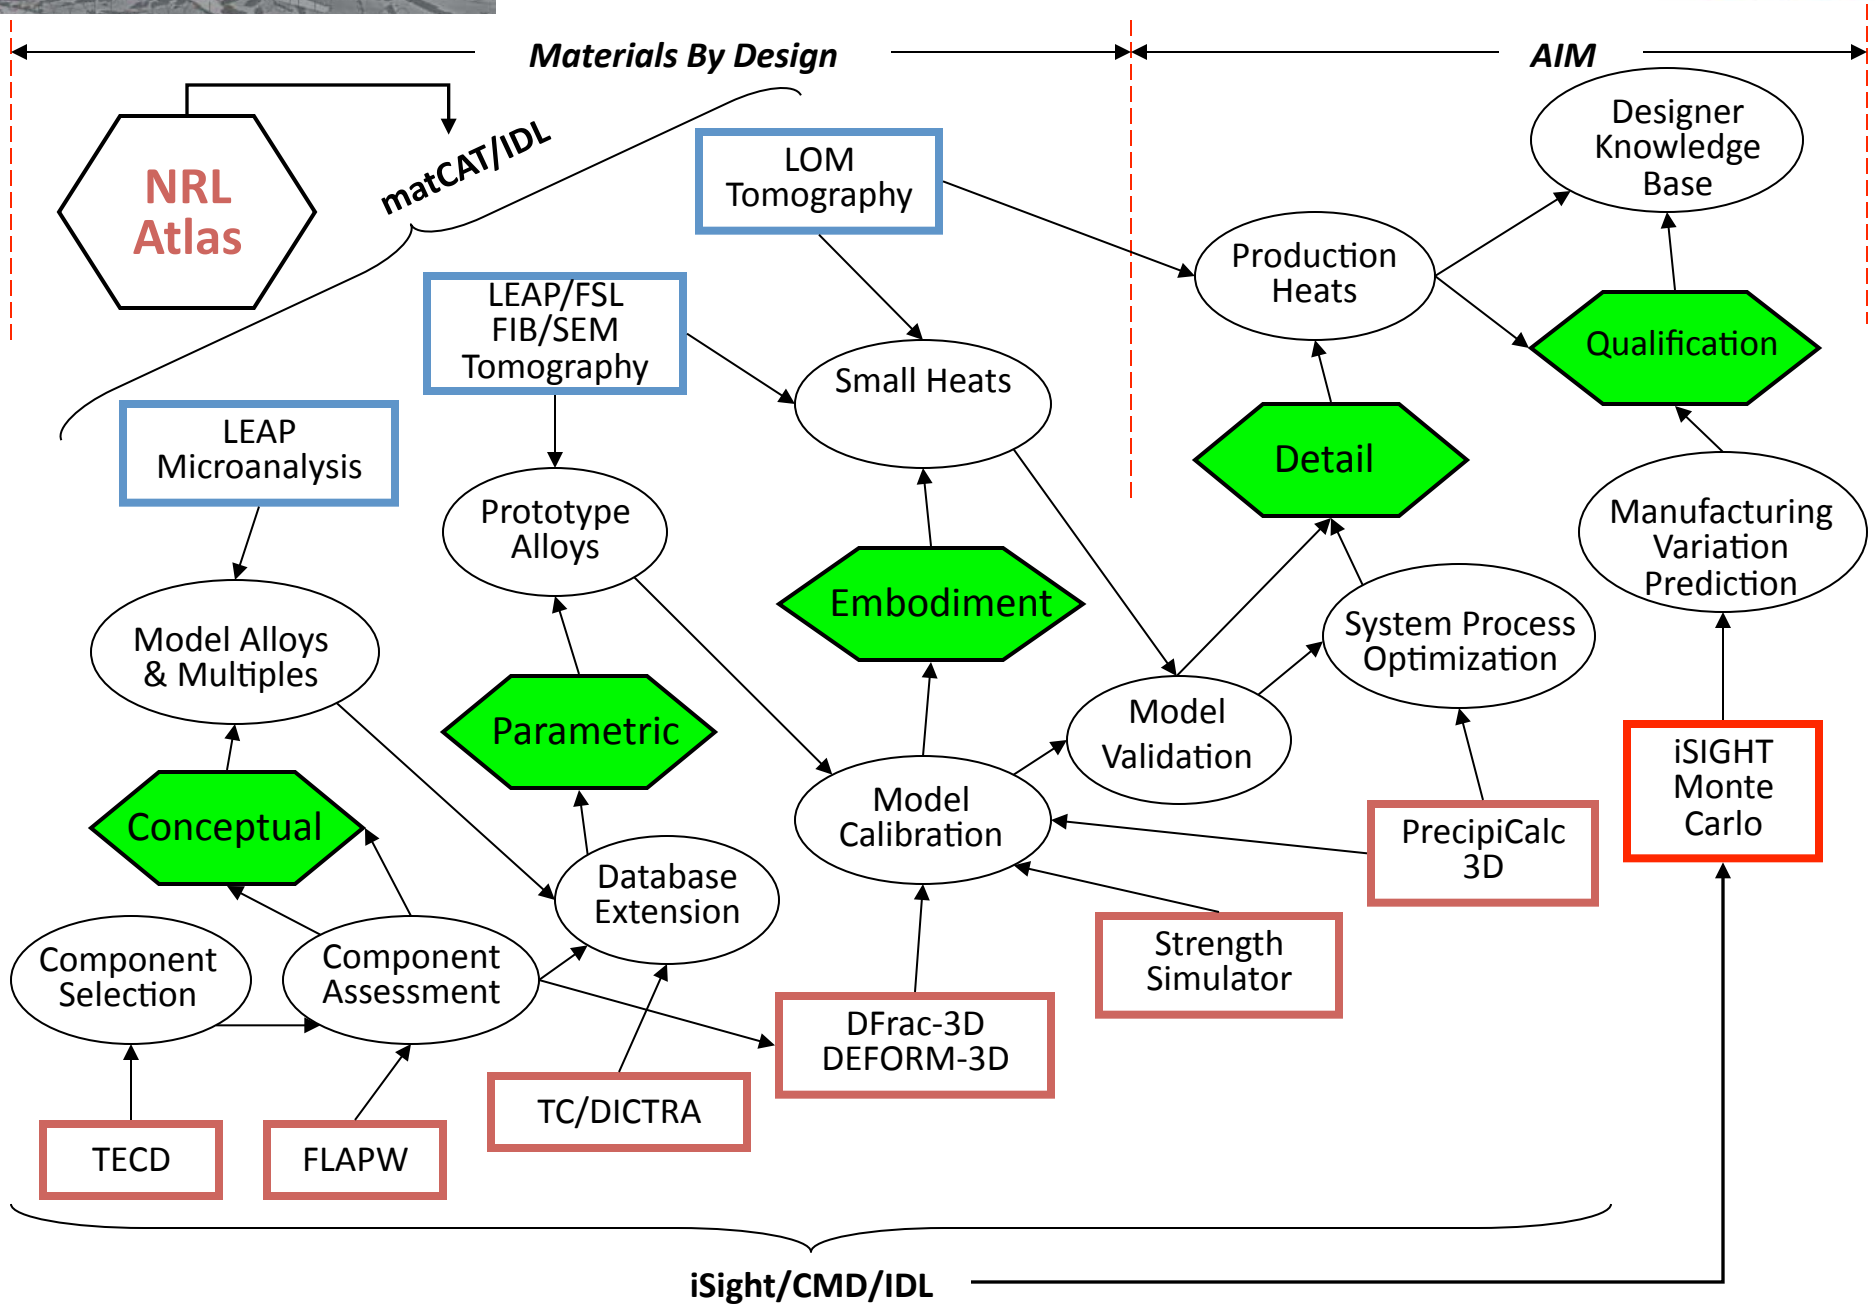 Materials By Design
AIM
NRL
Atlas
matCAT/IDL
LOM
Tomography
Designer
Knowledge
Base
Production
Heats
LEAP/FSL
FIB/SEM
Tomography
Small Heats
Qualification
LEAP
Microanalysis
Detail
Prototype
Alloys
Manufacturing
Variation
Prediction
Embodiment
Model Alloys
& Multiples
System Process
Optimization
Parametric
Model
Validation
iSIGHT
Monte
Carlo
Conceptual
Model
Calibration
PrecipiCalc
3D
Database
Extension
Component
Selection
Component
Assessment
Strength
Simulator
DFrac-3D
DEFORM-3D
TC/DICTRA
TECD
FLAPW
iSight/CMD/IDL